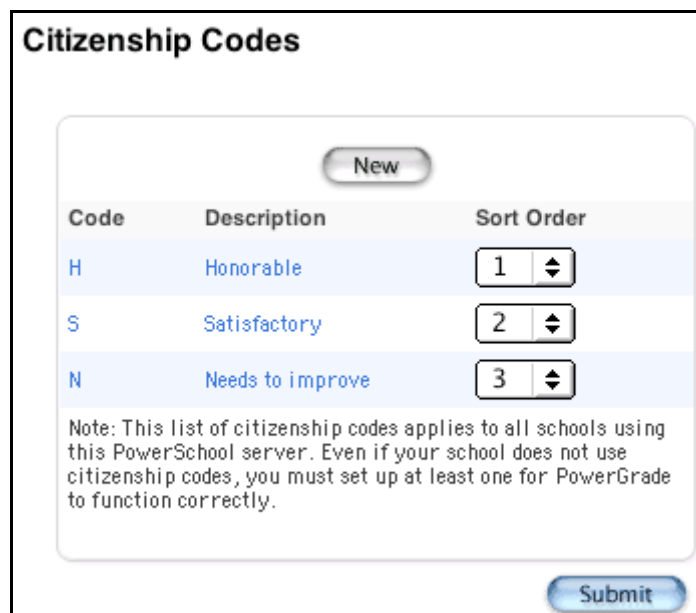 Citizenship Codes
New
Code Description Sort Order
H Honorable 1
S Satisfactory 2
N Needs to improve 3
Note: This list of citizenship codes applies to all schools using
this PowerSchool server. Even if your school does not use
citizenship codes, you must set up at least one for PowerGrade
to function correctly.
Submit